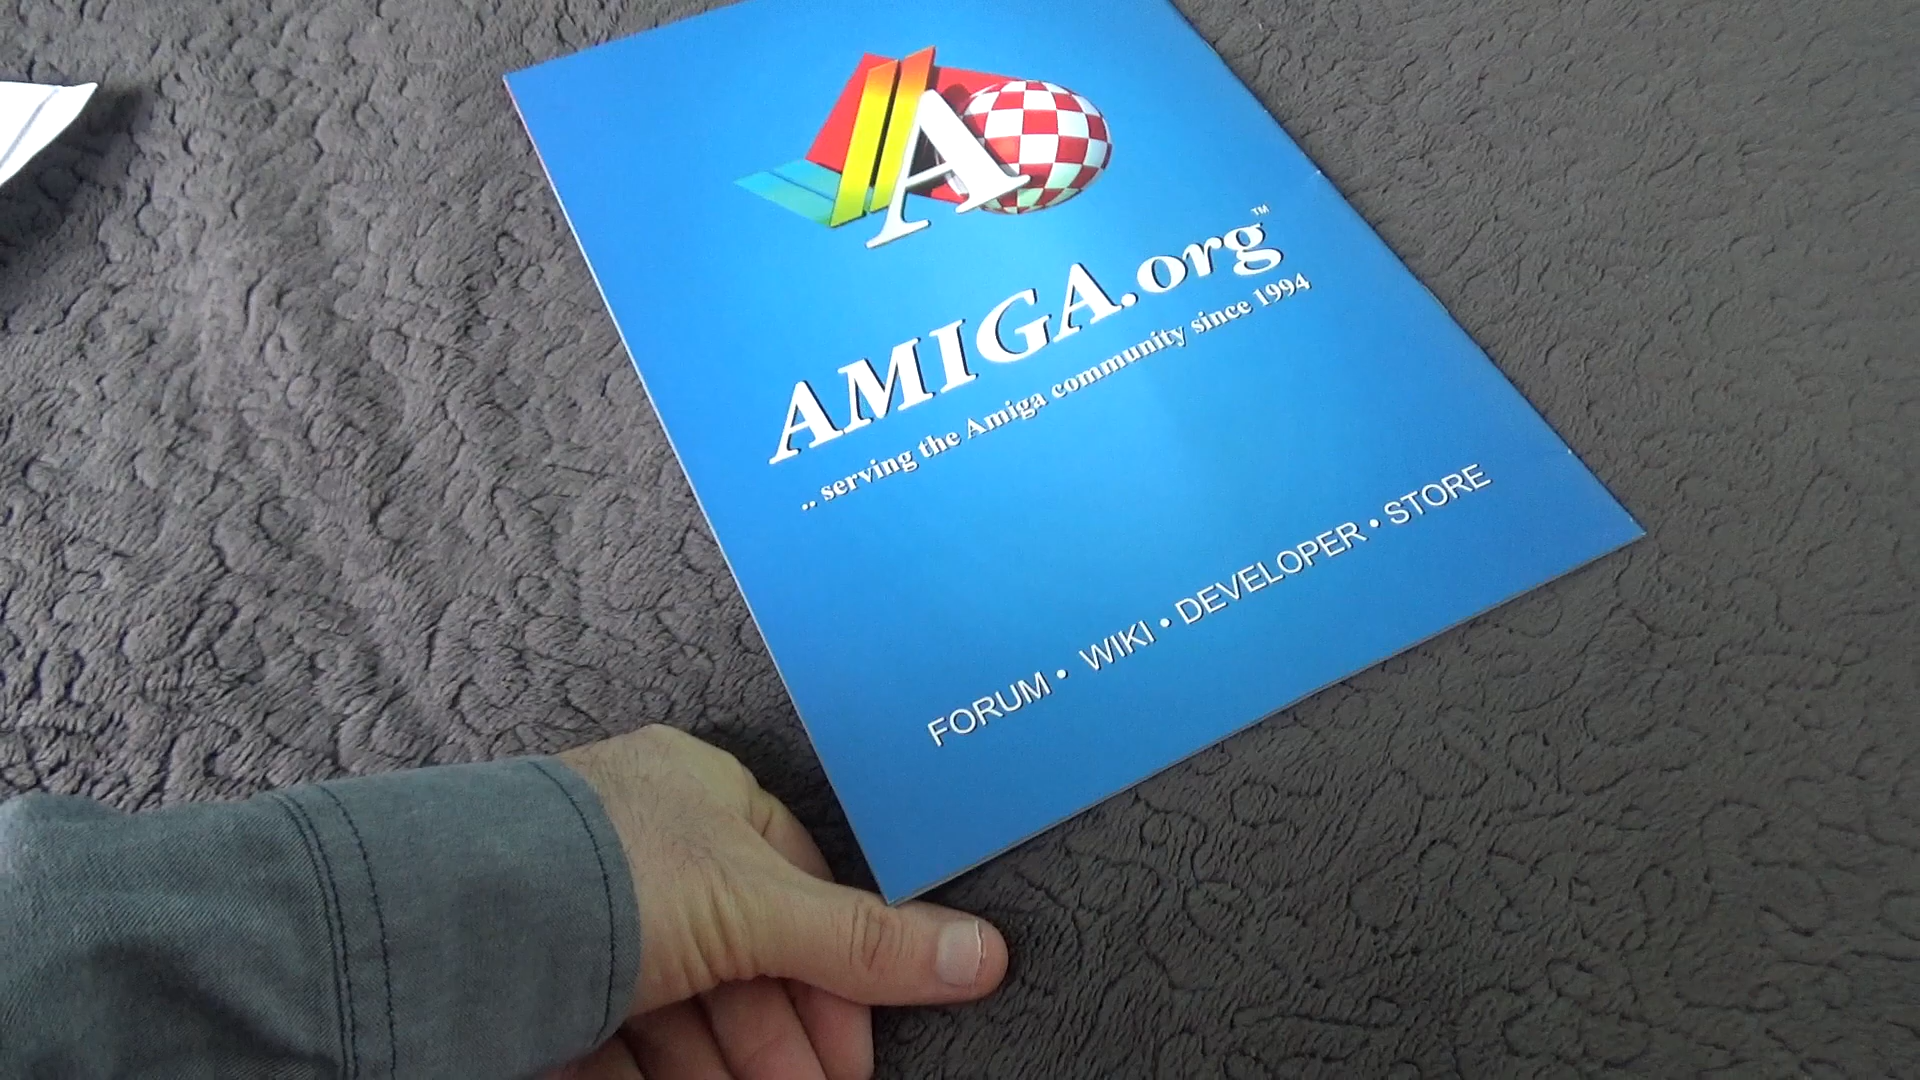 A
AMIGA.org™
.. serving the Amiga community since 1994
FORUM • WIKI • DEVELOPER • STORE